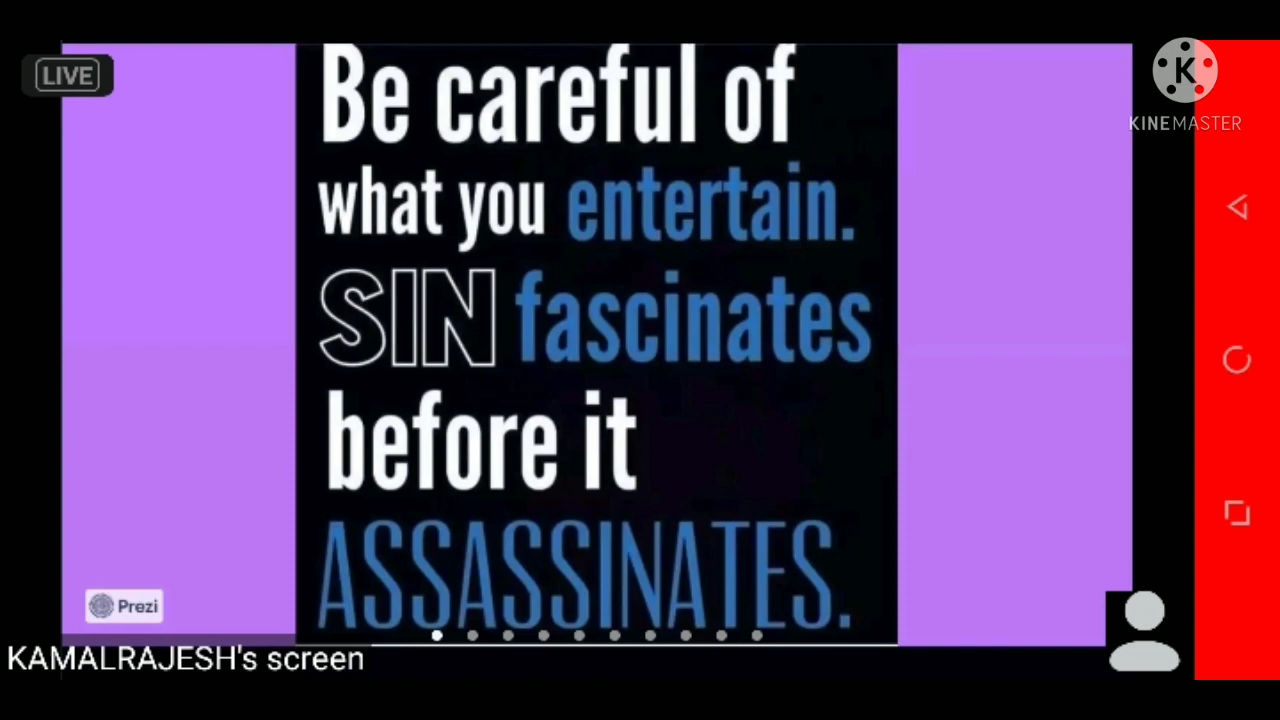 LIVE
Be careful of
what you entertain.
SIN fascinates
before it
ASSASSINATES.
Prezi
KAMALRAJESH's screen
K
KINEMASTER